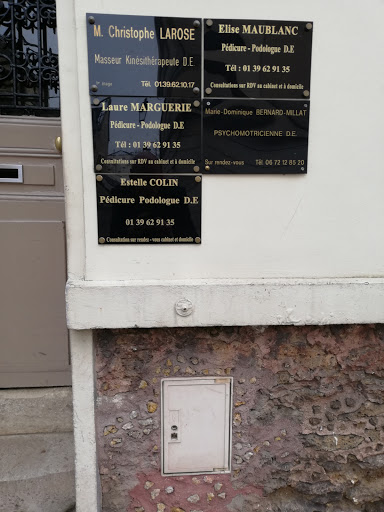 M. Christophe LAROSE
Masseur Kinésithérapeute D.E
Tél. 01.39.62.10.17
Elise MAUBLANC
Pédicure - Podologue D.E
Tél : 01 39 62 91 35
Consultations sur RDV au cabinet et à domicile
Laure MARGUERIE
Pédicure - Podologue D.E
Tél : 01 39 62 91 35
Consultations sur RDV au cabinet et à domicile
Marie-Dominique BERNARD-MILLAT
PSYCHOMOTRICIENNE D.E.
Sur rendez-vous Tél. 06 72 12 65 20
Estelle COLIN
Pédicure Podologue D.E
01 39 62 91 35
Consultation sur rendez - vous cabinet et domicile